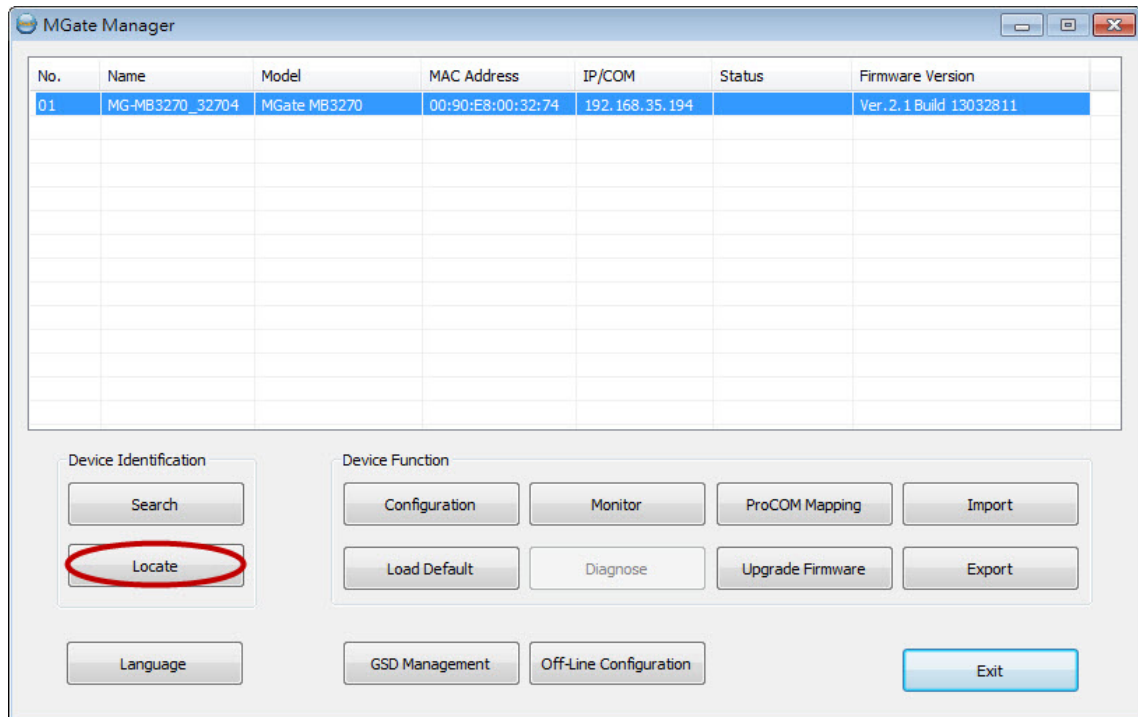 MGate Manager
No. Name Model MAC Address IP/COM Status Firmware Version
01 MG-MB3270_32704 MGate MB3270 00:90:E8:00:32:74 192.168.35.194 Ver.2.1 Build 13032811
Device Identification Device Function
Search Configuration Monitor ProCOM Mapping Import
Locate Load Default Diagnose Upgrade Firmware Export
Language GSD Management Off-Line Configuration Exit